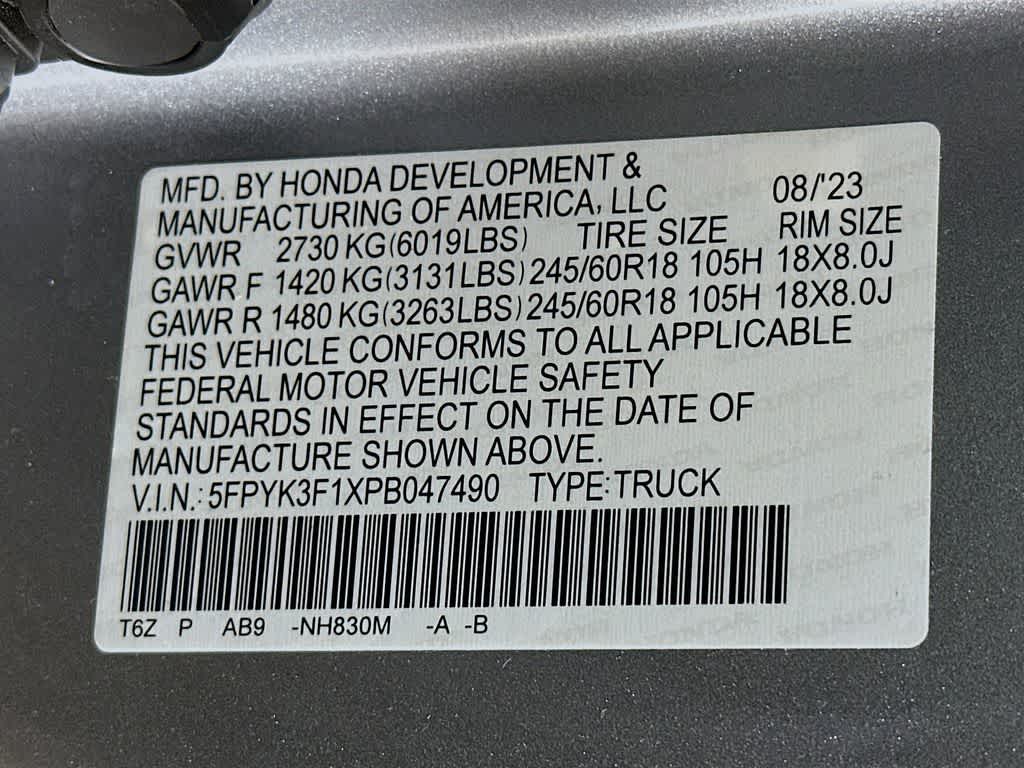 MFD. BY HONDA DEVELOPMENT &
MANUFACTURING OF AMERICA, LLC 08/'23
GVWR 2730 KG(6019LBS) TIRE SIZE RIM SIZE
GAWR F 1420 KG(3131LBS) 245/60R18 105H 18X8.0J
GAWR R 1480 KG(3263LBS) 245/60R18 105H 18X8.0J
THIS VEHICLE CONFORMS TO ALL APPLICABLE
FEDERAL MOTOR VEHICLE SAFETY
STANDARDS IN EFFECT ON THE DATE OF
MANUFACTURE SHOWN ABOVE.
V.I.N.: 5FPYK3F1XPB047490 TYPE: TRUCK
T6Z P AB9 -NH830M -A -B